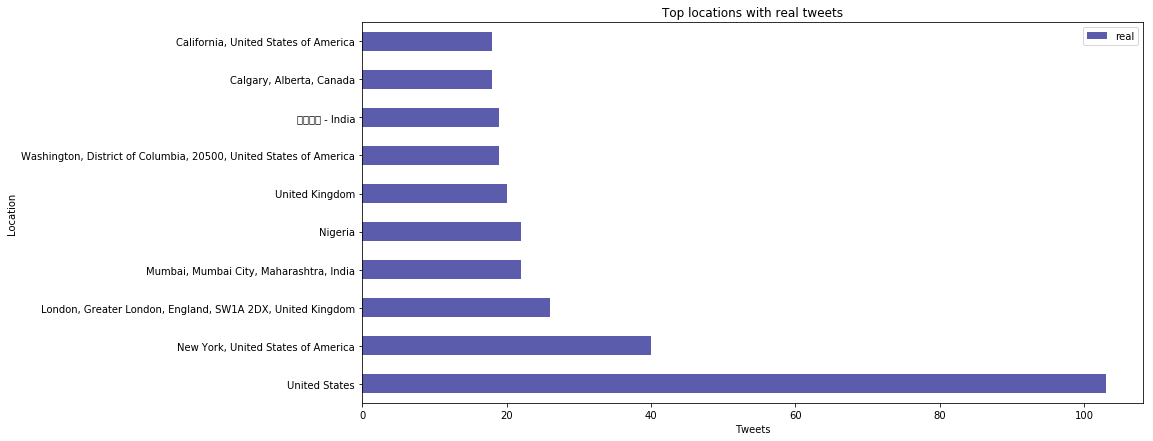 Top locations with real tweets
real
California, United States of America
Calgary, Alberta, Canada
- India
Washington, District of Columbia, 20500, United States of America
United Kingdom
Nigeria
Mumbai, Mumbai City, Maharashtra, India
London, Greater London, England, SW1A 2DX, United Kingdom
New York, United States of America
United States
Location
0 20 40 60 80 100
Tweets